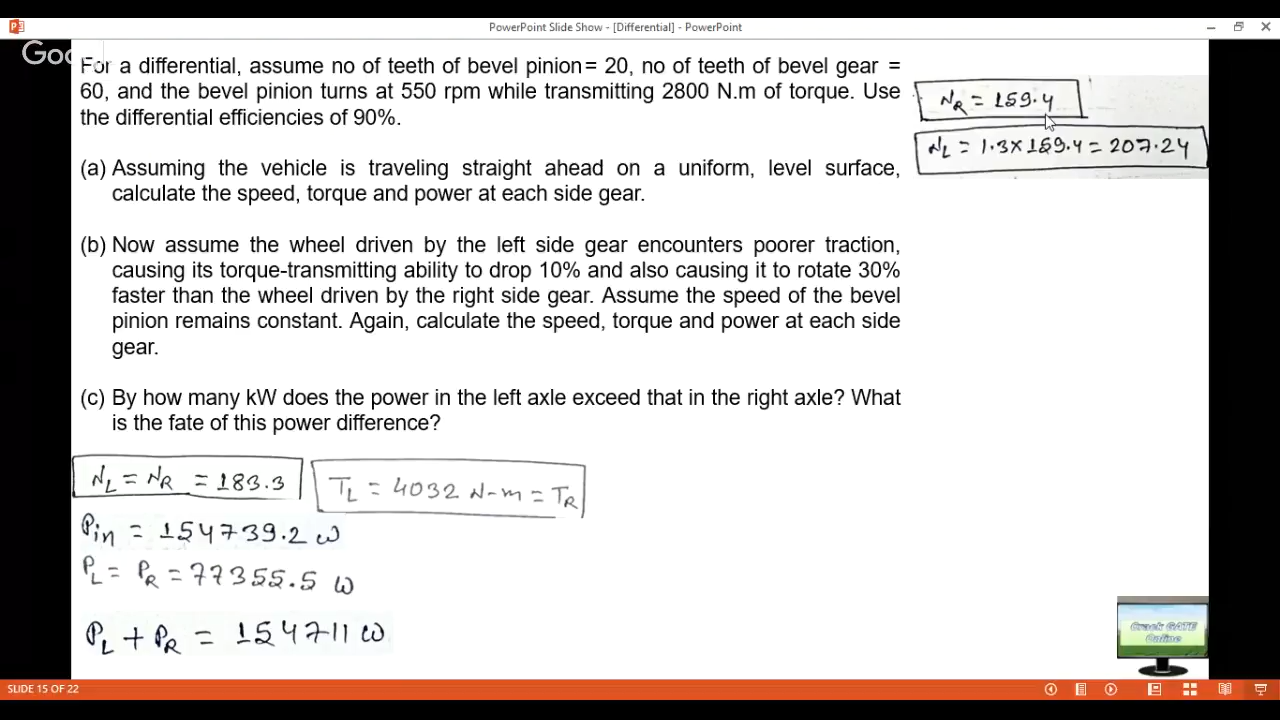 PowerPoint Slide Show - [Differential] - PowerPoint
For a differential, assume no of teeth of bevel pinion= 20, no of teeth of bevel gear =
60, and the bevel pinion turns at 550 rpm while transmitting 2800 N.m of torque. Use
the differential efficiencies of 90%.
(a) Assuming the vehicle is traveling straight ahead on a uniform, level surface,
calculate the speed, torque and power at each side gear.
(b) Now assume the wheel driven by the left side gear encounters poorer traction,
causing its torque-transmitting ability to drop 10% and also causing it to rotate 30%
faster than the wheel driven by the right side gear. Assume the speed of the bevel
pinion remains constant. Again, calculate the speed, torque and power at each side
gear.
(c) By how many kW does the power in the left axle exceed that in the right axle? What
is the fate of this power difference?
N_R = 159.4
N_L = 1.3×159.4 = 207.24
N_L = N_R = 183.3
T_L = 4032 N-m = T_R
P_in = 154739.2 W
P_L = P_R = 77355.5 W
P_L + P_R = 154711 W
Crack GATE
Online
SLIDE 15 OF 22